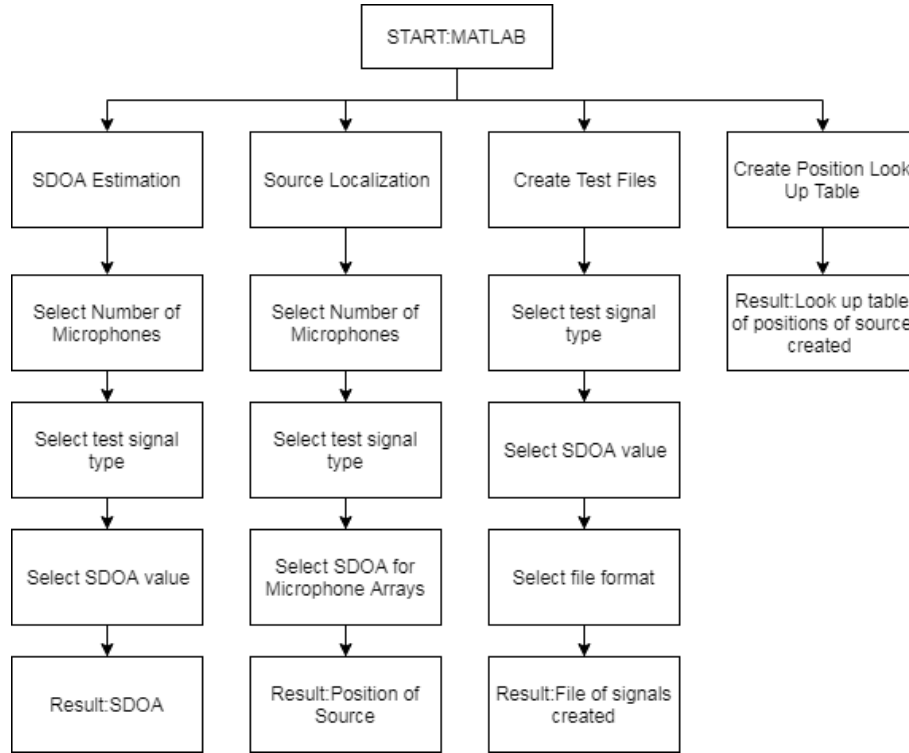 START:MATLAB
SDOA Estimation
Source Localization
Create Test Files
Create Position Look
Up Table
Select Number of
Microphones
Select Number of
Microphones
Select test signal
type
Result:Look up table
of positions of source
created
Select test signal
type
Select test signal
type
Select SDOA value
Select SDOA value
Select SDOA for
Microphone Arrays
Select file format
Result:SDOA
Result:Position of
Source
Result:File of signals
created